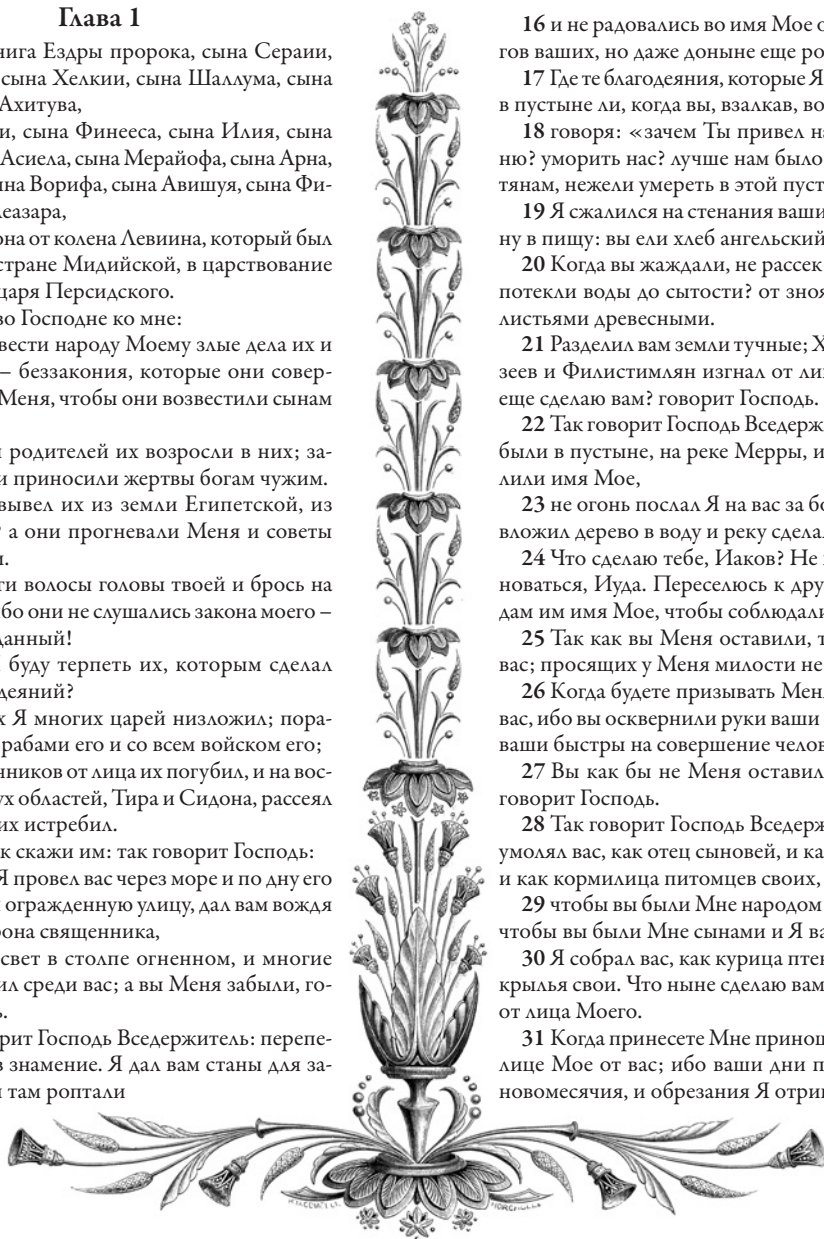 Глава 1
нига Ездры пророка, сына Сераии,
сына Хелкии, сына Шаллума, сына
Ахитува,
и, сына Финееса, сына Илия, сына
Асиела, сына Мерайофа, сына Арна,
ына Ворифа, сына Авишуя, сына Фи-
леазара,
она от колена Левиина, который был
стране Мидийской, в царствование
царя Персидского.
во Господне ко мне:
вести народу Моему злые дела их и
– беззакония, которые они совер-
Меня, чтобы они возвестили сынам
и родителей их возросли в них; за-
и приносили жертвы богам чужим.
вывел их из земли Египетской, из
? а они прогневали Меня и советы
и.
ги волосы головы твоей и брось на
ибо они не слушались закона моего –
данный!
буду терпеть их, которым сделал
деяний?
х Я многих царей низложил; пора-
рабами его и со всем войском его;
нников от лица их погубил, и на вос-
ух областей, Тира и Сидона, рассеял
их истребил.
к скажи им: так говорит Господь:
Я провел вас через море и по дну его
огражденную улицу, дал вам вождя
рона священника,
свет в столпе огненном, и многие
ил среди вас; а вы Меня забыли, го-
ь.
орит Господь Вседержитель: перепе-
в знамение. Я дал вам станы для за-
и там роптали
16 и не радовались во имя Мое о
гов ваших, но даже доныне еще ро
17 Где те благодеяния, которые Я
в пустыне ли, когда вы, взалкав, во
18 говоря: «зачем Ты привел на
ню? уморить нас? лучше нам было
тянам, нежели умереть в этой пуст
19 Я сжалился на стенания ваши
ну в пищу: вы ели хлеб ангельский
20 Когда вы жаждали, не рассек
потекли воды до сытости? от зноя
листьями древесными.
21 Разделил вам земли тучные; Х
зеев и Филистимлян изгнал от ли
еще сделаю вам? говорит Господь.
22 Так говорит Господь Вседерж
были в пустыне, на реке Мерры, и
лили имя Мое,
23 не огонь послал Я на вас за бо
вложил дерево в воду и реку сдела
24 Что сделаю тебе, Иаков? Не
новаться, Иуда. Переселюсь к дру
дам им имя Мое, чтобы соблюдали
25 Так как вы Меня оставили, т
вас; просящих у Меня милости не
26 Когда будете призывать Меня
вас, ибо вы осквернили руки ваши
ваши быстры на совершение челов
27 Вы как бы не Меня оставил
говорит Господь.
28 Так говорит Господь Вседерж
умолял вас, как отец сыновей, и ка
и как кормилица питомцев своих,
29 чтобы вы были Мне народом
чтобы вы были Мне сынами и Я ва
30 Я собрал вас, как курица птен
крылья свои. Что ныне сделаю вам
от лица Моего.
31 Когда принесете Мне принош
лице Мое от вас; ибо ваши дни п
новомесячия, и обрезания Я отри